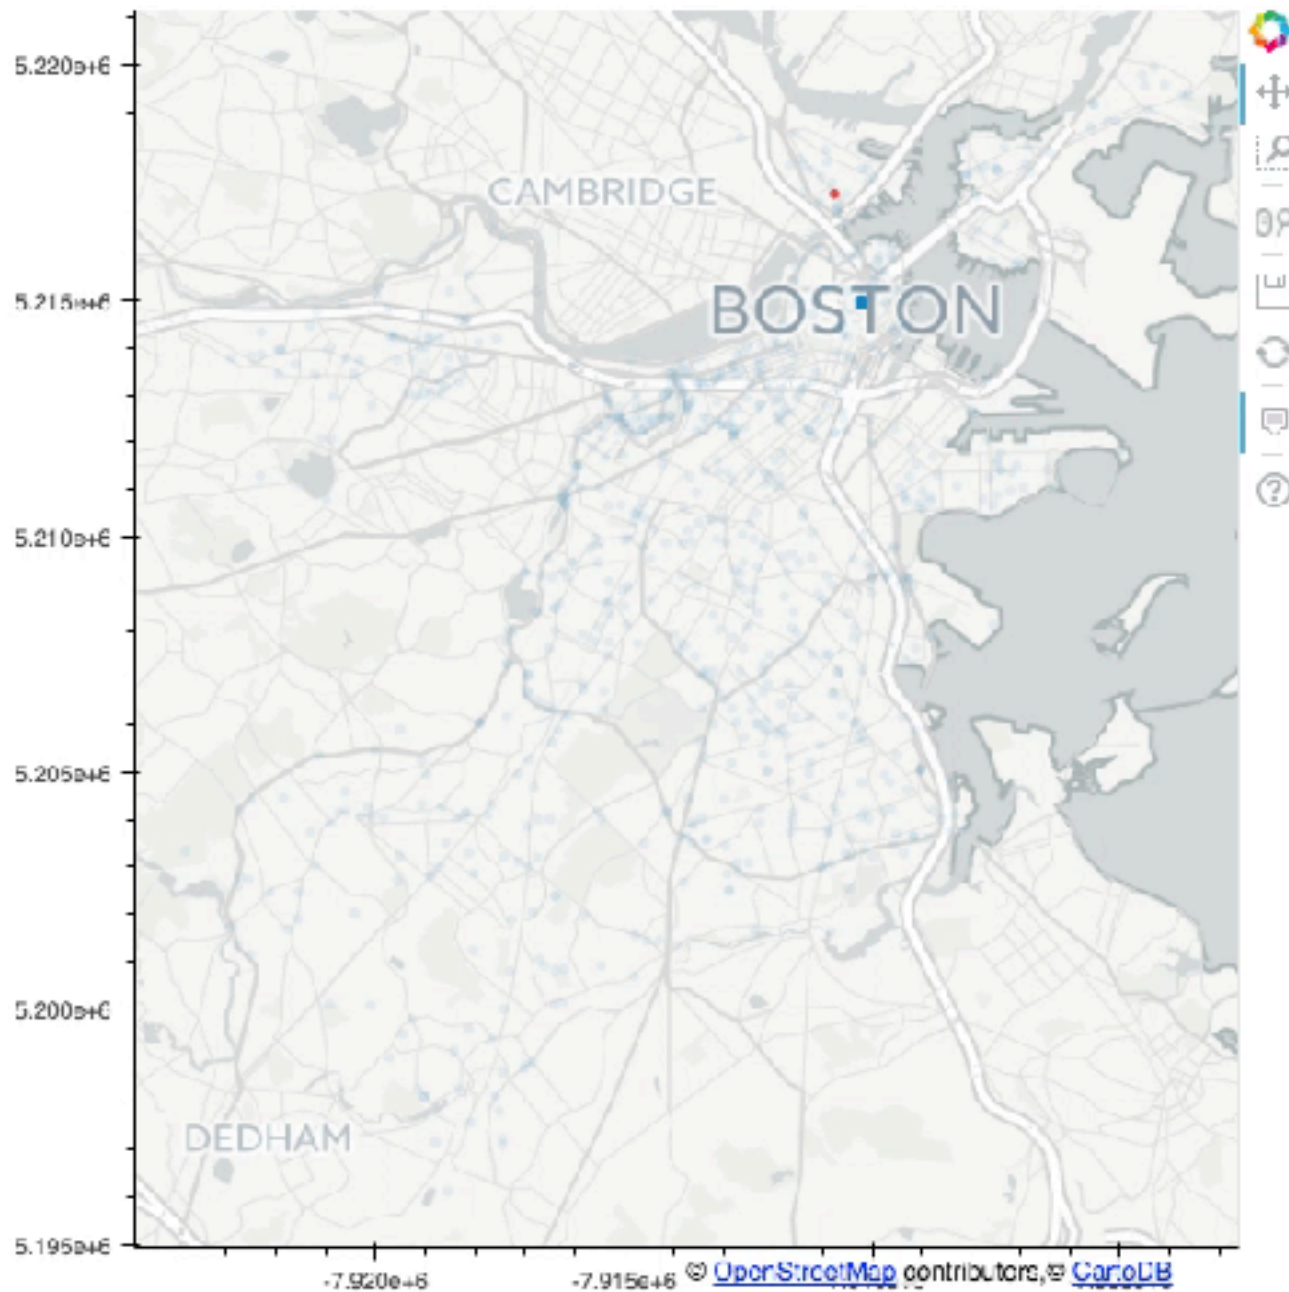 5.220e+6
CAMBRIDGE
5.215e+6
BOSTON
5.210e+6
5.205e+6
5.200e+6
DEDHAM
5.195e+6
-7.920e+6 -7.915e+6 © OpenStreetMap contributors,© CartoDB